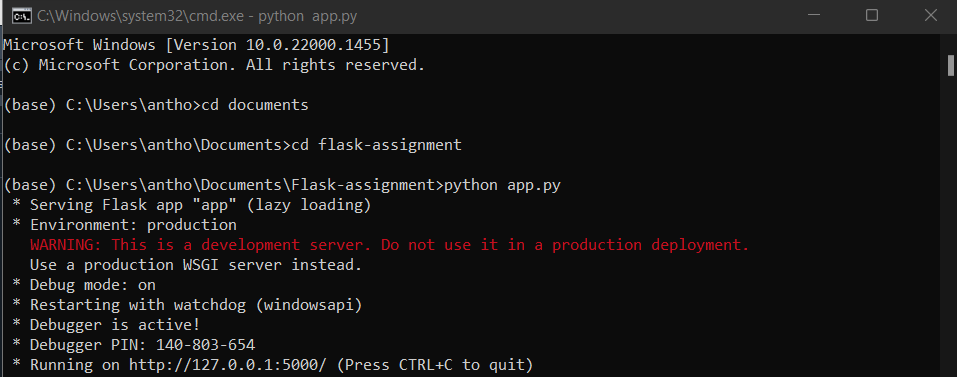 C:\Windows\system32\cmd.exe - python  app.py
Microsoft Windows [Version 10.0.22000.1455]
(c) Microsoft Corporation. All rights reserved.
(base) C:\Users\antho>cd documents
(base) C:\Users\antho\Documents>cd flask-assignment
(base) C:\Users\antho\Documents\Flask-assignment>python app.py
 * Serving Flask app "app" (lazy loading)
 * Environment: production
   WARNING: This is a development server. Do not use it in a production deployment.
   Use a production WSGI server instead.
 * Debug mode: on
 * Restarting with watchdog (windowsapi)
 * Debugger is active!
 * Debugger PIN: 140-803-654
 * Running on http://127.0.0.1:5000/ (Press CTRL+C to quit)